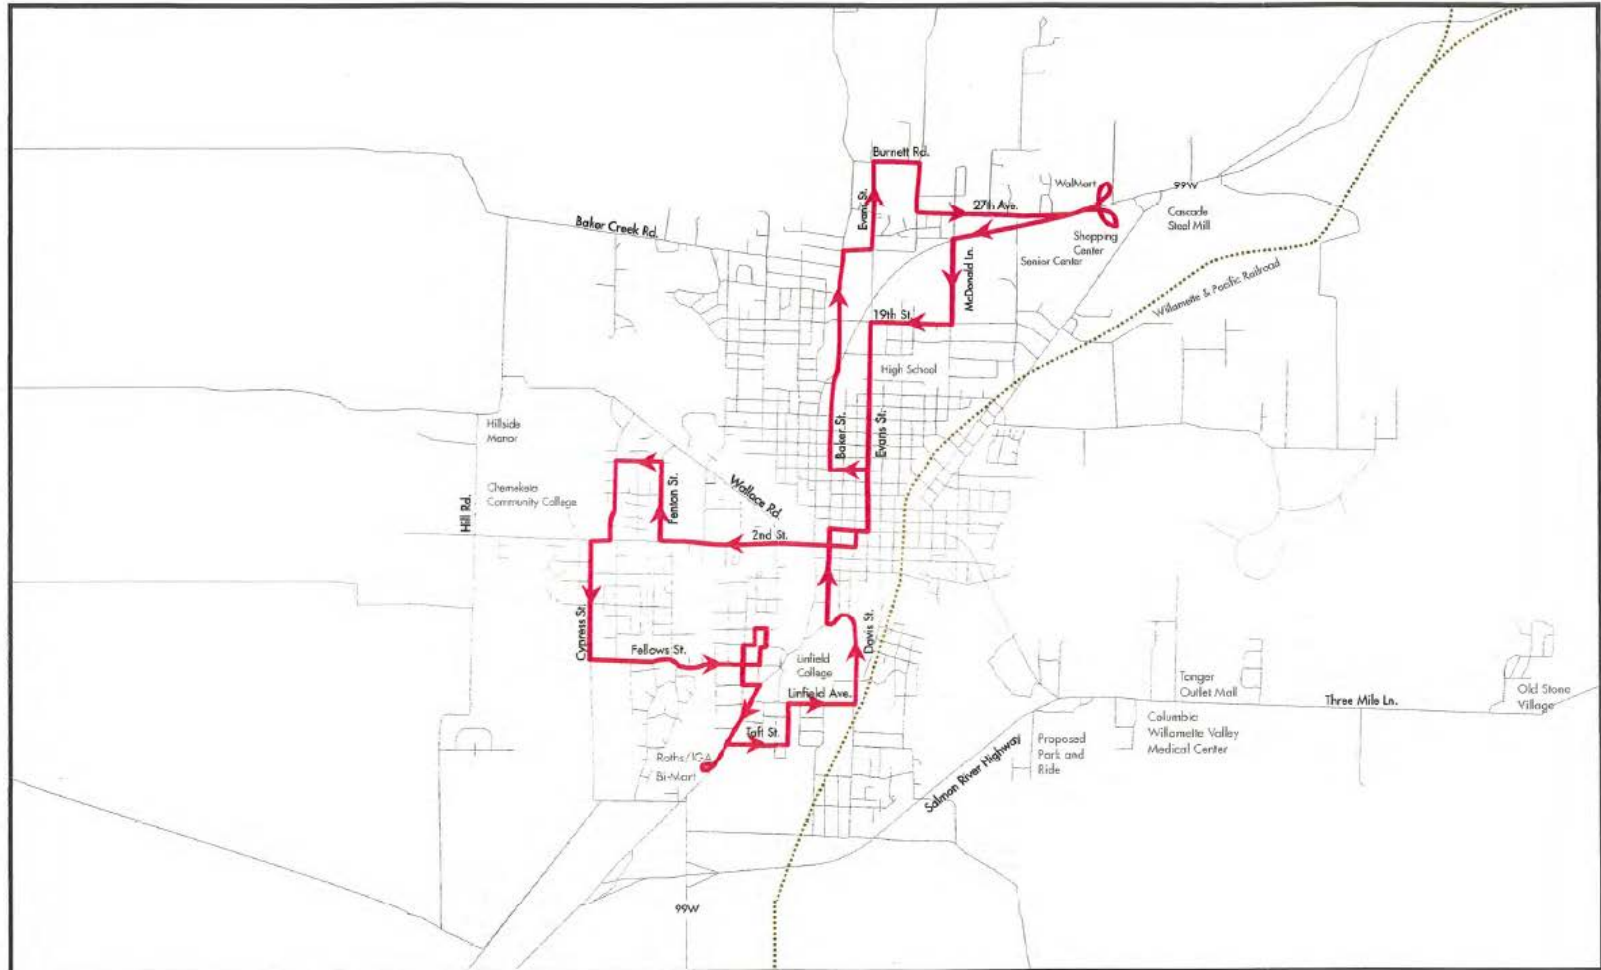 Burnett Rd.
WalMart
99W
Evans St.
27th Ave.
Cascade
Steel Mill
Baker Creek Rd.
Shopping
Center
Senior Center
McDonald Ln.
Willamette & Pacific Railroad
19th St.
High School
Hillside
Manor
Baker St.
Evans St.
Chemeketa
Community College
Hill Rd.
Fenton St.
Wallace Rd.
2nd St.
Cypress St.
Davis St.
Fellows St.
Linfield
College
Linfield Ave.
Tanger
Outlet Mall
Three Mile Ln.
Old Stone
Village
Taft St.
Columbia
Willamette Valley
Medical Center
Proposed
Park and
Ride
Roths/IGA
Bi-Mart
Salmon River Highway
99W